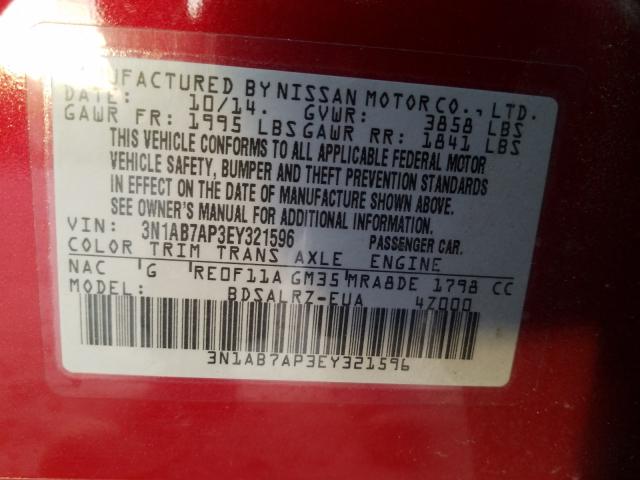 MANUFACTURED BY NISSAN MOTOR CO., LTD.
DATE: 10/14. GVWR: 3858 LBS
GAWR FR: 1995 LBS GAWR RR: 1841 LBS
THIS VEHICLE CONFORMS TO ALL APPLICABLE FEDERAL MOTOR
VEHICLE SAFETY, BUMPER AND THEFT PREVENTION STANDARDS
IN EFFECT ON THE DATE OF MANUFACTURE SHOWN ABOVE.
SEE OWNER'S MANUAL FOR ADDITIONAL INFORMATION.
VIN: 3N1AB7AP3EY321596 PASSENGER CAR.
COLOR TRIM TRANS AXLE ENGINE
NAC G RE0F11A GM35 MRA8DE 1798 CC
MODEL: BDSALRZ-EUA 4Z000
3N1AB7AP3EY321596